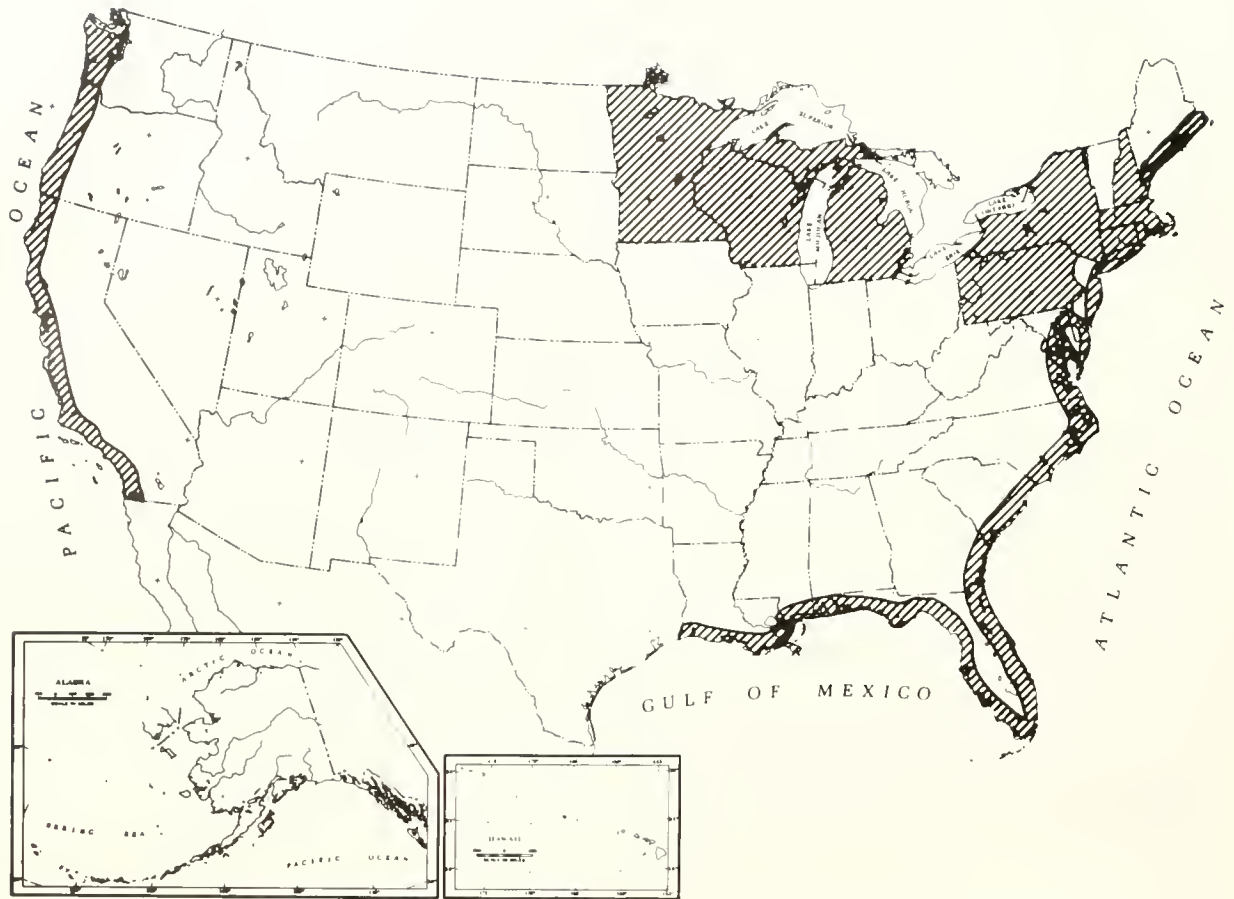 PACIFIC OCEAN
LAKE SUPERIOR
LAKE MICHIGAN
LAKE HURON
LAKE ERIE
LAKE ONTARIO
ATLANTIC OCEAN
GULF OF MEXICO
ARCTIC OCEAN
ALASKA
BERING SEA
PACIFIC OCEAN
HAWAII